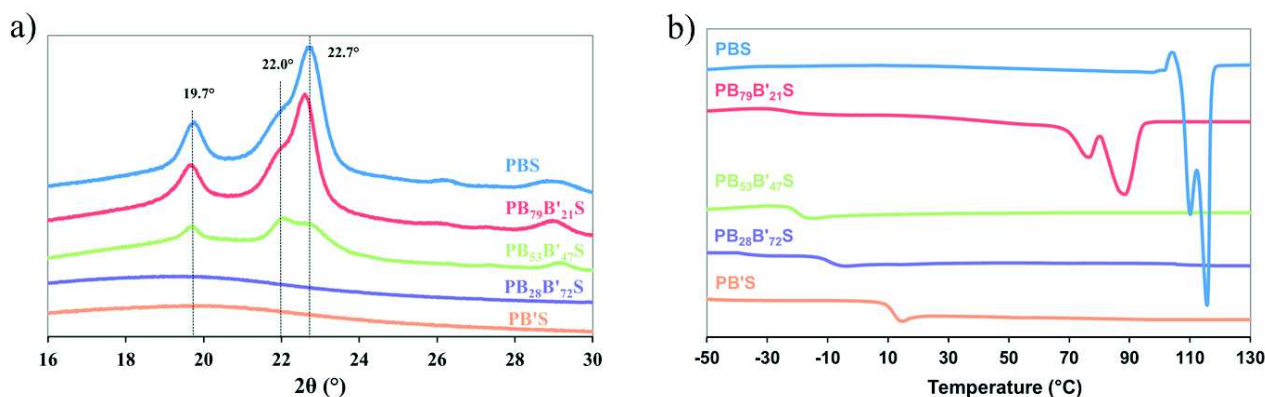 a)
19.7°
22.0°
22.7°
PBS
PB₇₉B'₂₁S
PB₅₃B'₄₇S
PB₂₈B'₇₂S
PB'S
16 18 20 22 24 26 28 30
2θ (°)
b)
PBS
PB₇₉B'₂₁S
PB₅₃B'₄₇S
PB₂₈B'₇₂S
PB'S
-50 -30 -10 10 30 50 70 90 110 130
Temperature (°C)